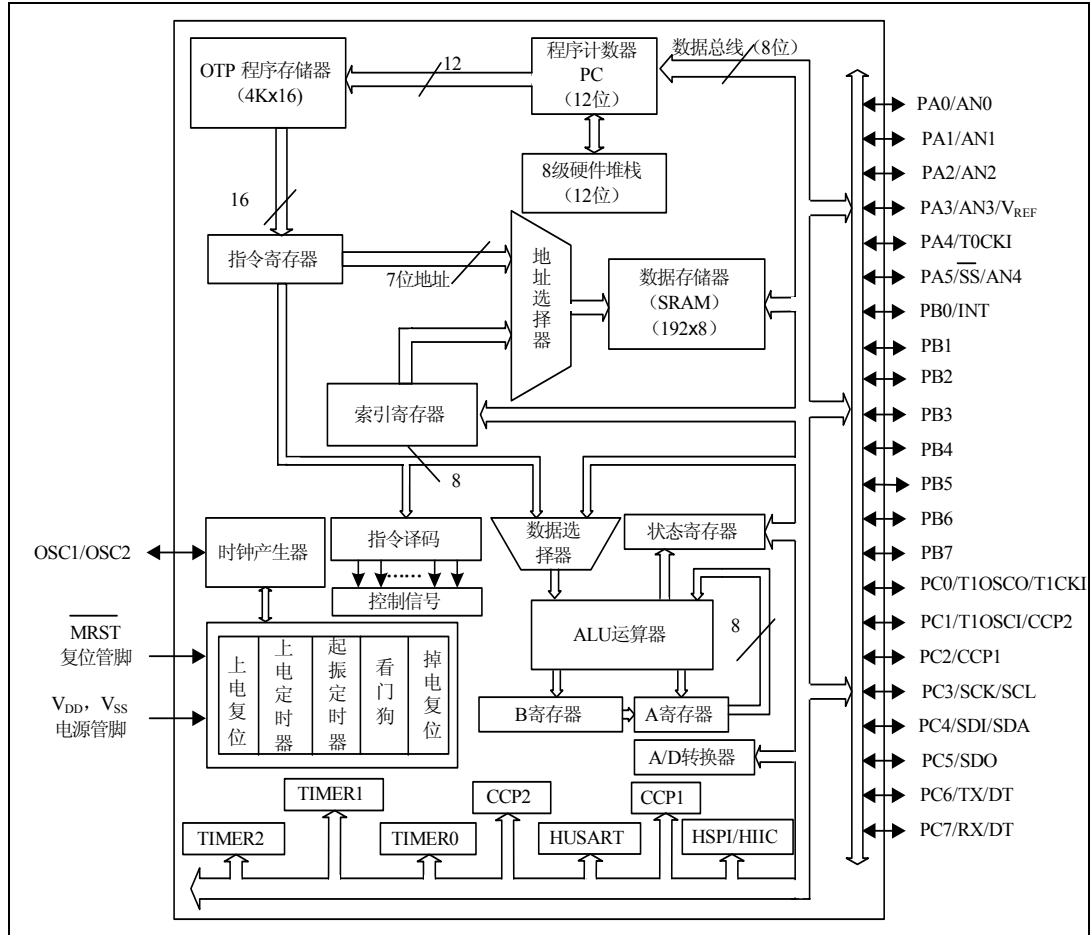 OTP 程序存储器
（4Kx16)
12
程序计数器
PC
（12位）
数据总线（8位）
8级硬件堆栈
（12位）
16
指令寄存器
7位地址
地址选择器
数据存储器
（SRAM）
（192x8）
索引寄存器
8
数据选
择器
状态寄存器
OSC1/OSC2
时钟产生器
指令译码
……
控制信号
ALU运算器
8
MRST
复位管脚
VDD，VSS
电源管脚
上电复位
上电定时器
起振定时器
看门狗
掉电复位
B寄存器
A寄存器
A/D转换器
TIMER1
CCP2
CCP1
TIMER2
TIMER0
HUSART
HSPI/HIIC
PA0/AN0
PA1/AN1
PA2/AN2
PA3/AN3/VREF
PA4/T0CKI
PA5/SS/AN4
PB0/INT
PB1
PB2
PB3
PB4
PB5
PB6
PB7
PC0/T1OSCO/T1CKI
PC1/T1OSCI/CCP2
PC2/CCP1
PC3/SCK/SCL
PC4/SDI/SDA
PC5/SDO
PC6/TX/DT
PC7/RX/DT